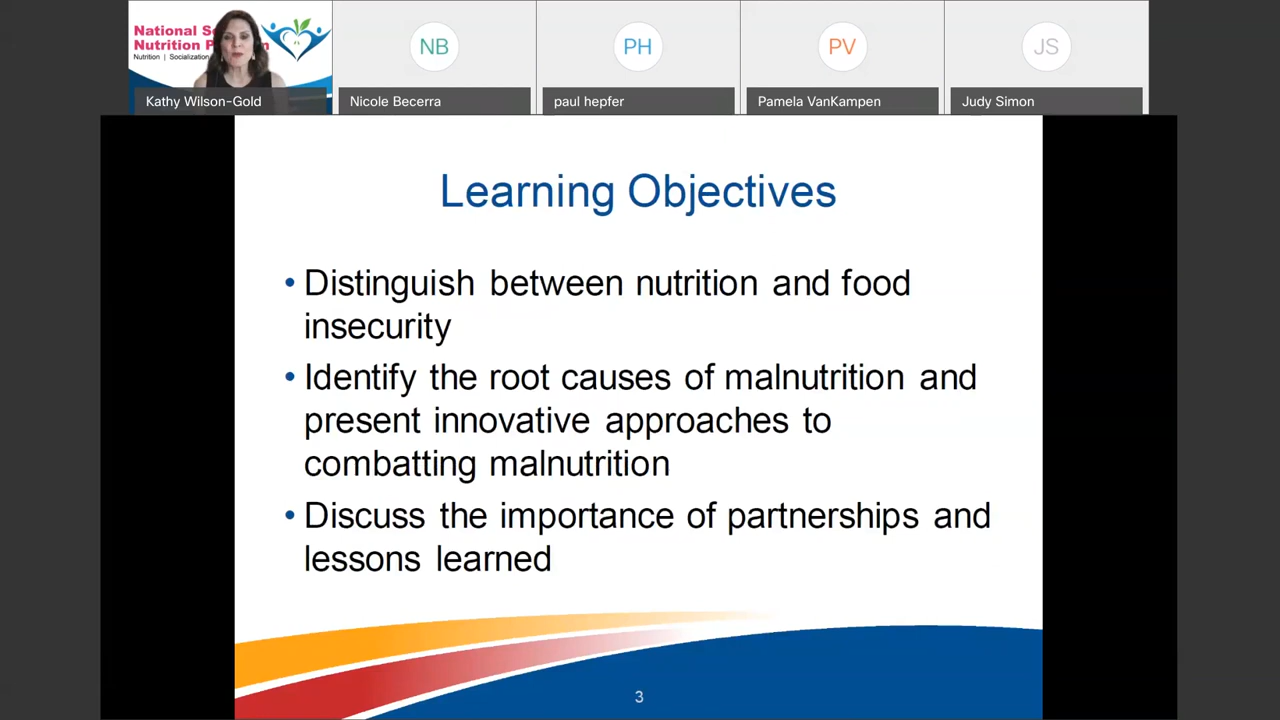 National Se
Nutrition P m
Nutrition | Socialization
NB
PH
PV
JS
Kathy Wilson-Gold
Nicole Becerra
paul hepfer
Pamela VanKampen
Judy Simon
Learning Objectives
• Distinguish between nutrition and food
insecurity
• Identify the root causes of malnutrition and
present innovative approaches to
combatting malnutrition
• Discuss the importance of partnerships and
lessons learned
3